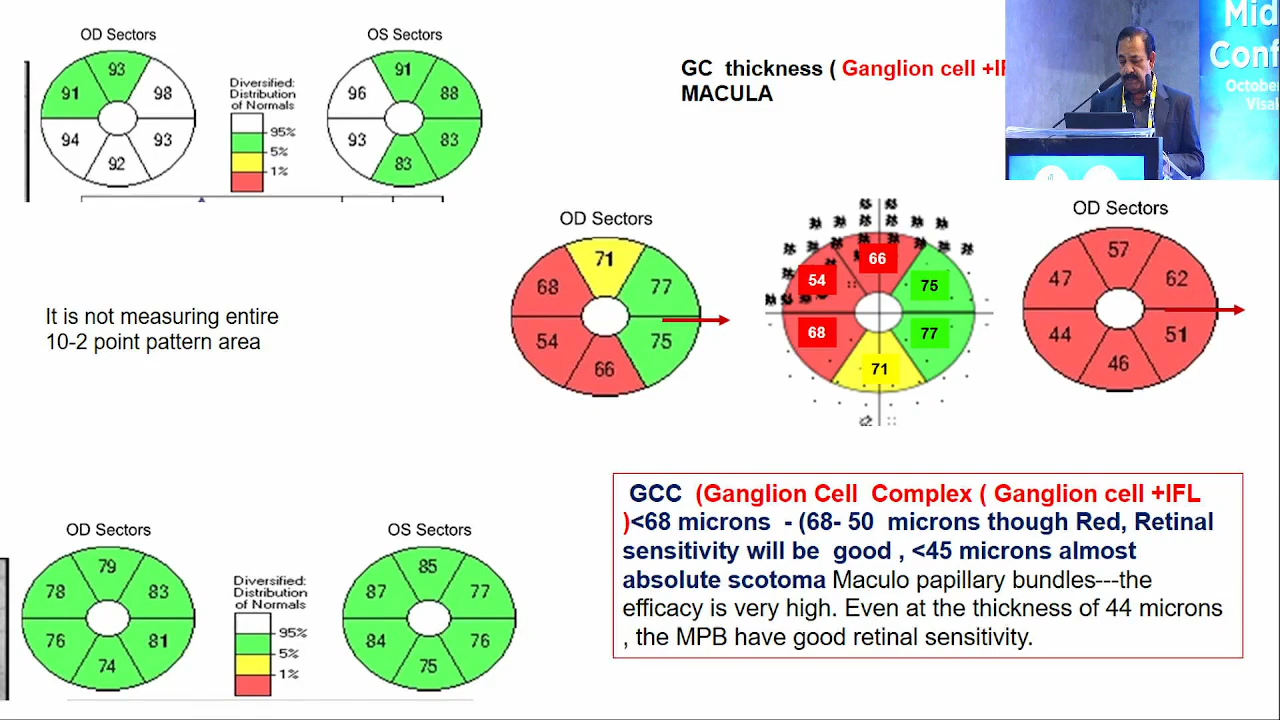 OD Sectors
93
91
98
94
93
92
Diversified:
Distribution
of Normals
95%
5%
1%
OS Sectors
91
96
88
93
83
83
GC thickness ( Ganglion cell +IF
MACULA
Mid
Conf
October
Visa
It is not measuring entire
10-2 point pattern area
OD Sectors
71
68
77
54
75
66
66
54
75
68
77
71
OD Sectors
57
47
62
44
51
46
OD Sectors
79
78
83
76
81
74
Diversified:
Distribution
of Normals
95%
5%
1%
OS Sectors
85
87
77
84
76
75
GCC (Ganglion Cell Complex ( Ganglion cell +IFL
)<68 microns - (68- 50 microns though Red, Retinal
sensitivity will be good , <45 microns almost
absolute scotoma Maculo papillary bundles---the
efficacy is very high. Even at the thickness of 44 microns
, the MPB have good retinal sensitivity.